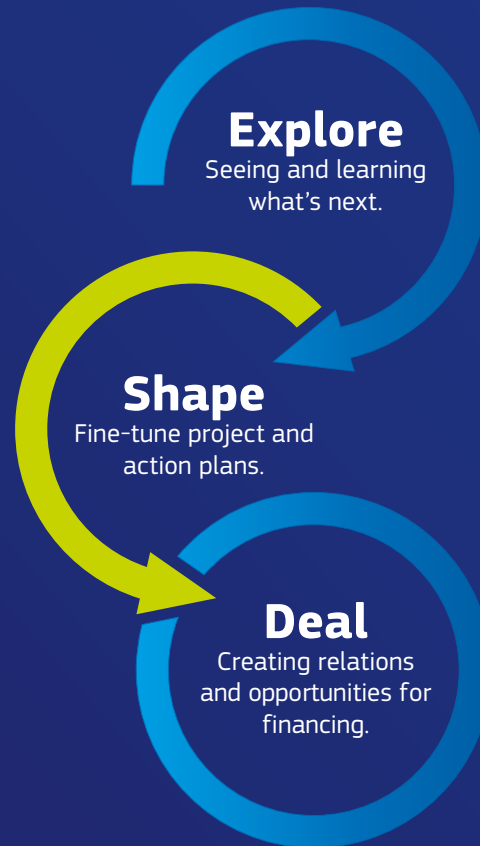 Explore
Seeing and learning
what's next.
Shape
Fine-tune project and
action plans.
Deal
Creating relations
and opportunities for
financing.